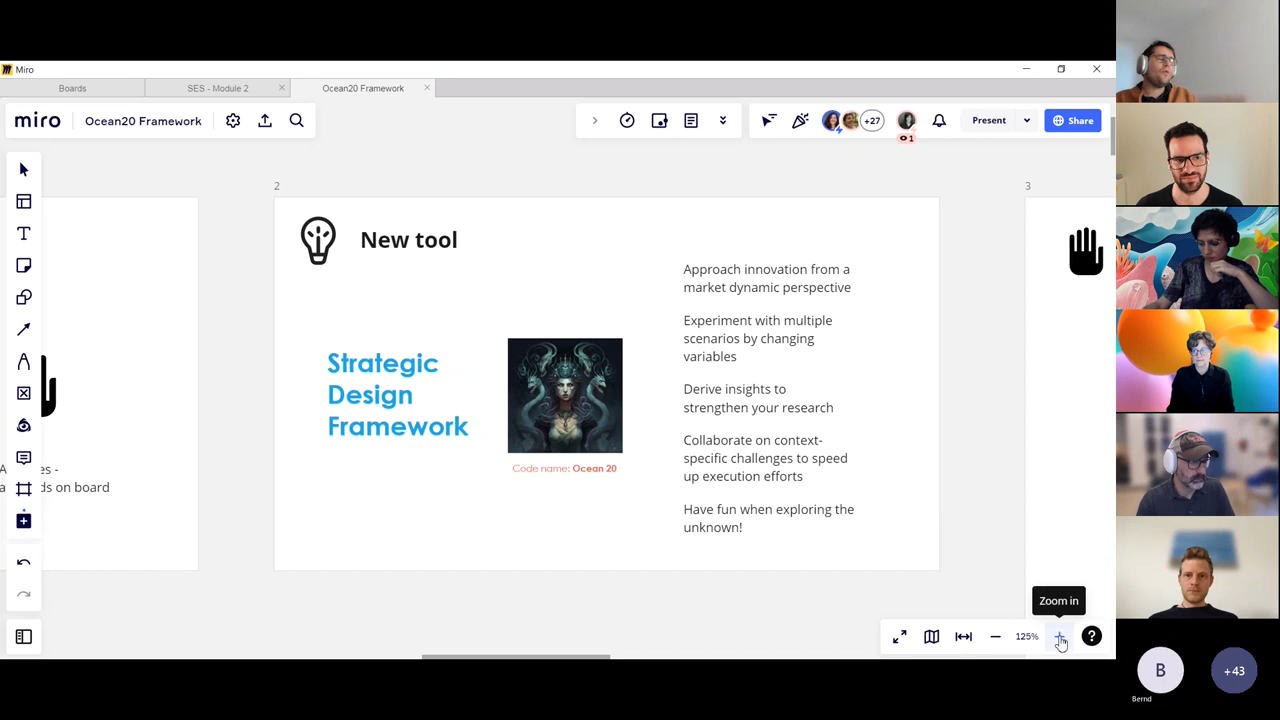 Miro
Boards
SES - Module 2
Ocean20 Framework
miro
Ocean20 Framework
+27
1
Present
Share
2
3
New tool
Strategic
Design
Framework
Code name: Ocean 20
Approach innovation from a
market dynamic perspective
Experiment with multiple
scenarios by changing
variables
Derive insights to
strengthen your research
Collaborate on context-
specific challenges to speed
up execution efforts
Have fun when exploring the
unknown!
es -
ds on board
Zoom in
125%
B
Bernd
+43